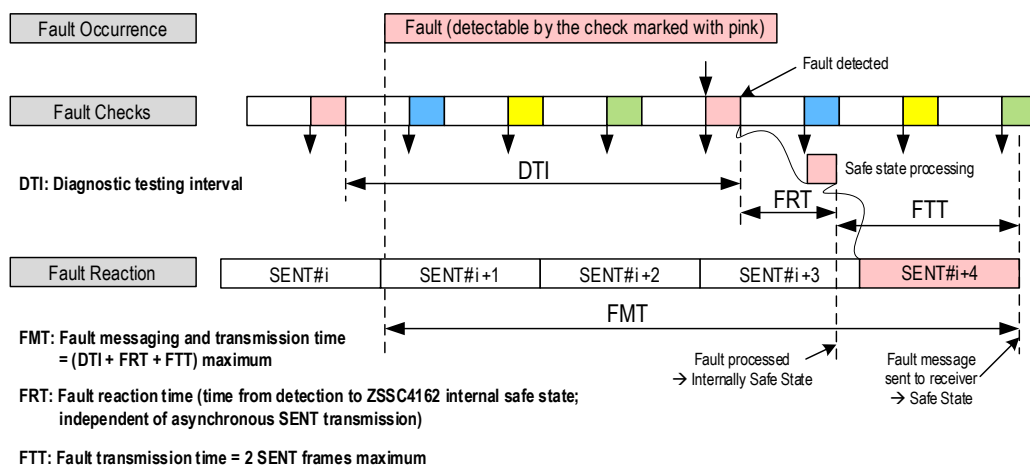 Fault Occurrence
Fault (detectable by the check marked with pink)
Fault detected
Fault Checks
Safe state processing
DTI: Diagnostic testing interval
DTI
FRT
FTT
Fault Reaction
SENT#i
SENT#i+1
SENT#i+2
SENT#i+3
SENT#i+4
FMT
FMT: Fault messaging and transmission time
= (DTI + FRT + FTT) maximum
Fault processed
→ Internally Safe State
Fault message
sent to receiver
→ Safe State
FRT: Fault reaction time (time from detection to ZSSC4162 internal safe state;
independent of asynchronous SENT transmission)
FTT: Fault transmission time = 2 SENT frames maximum